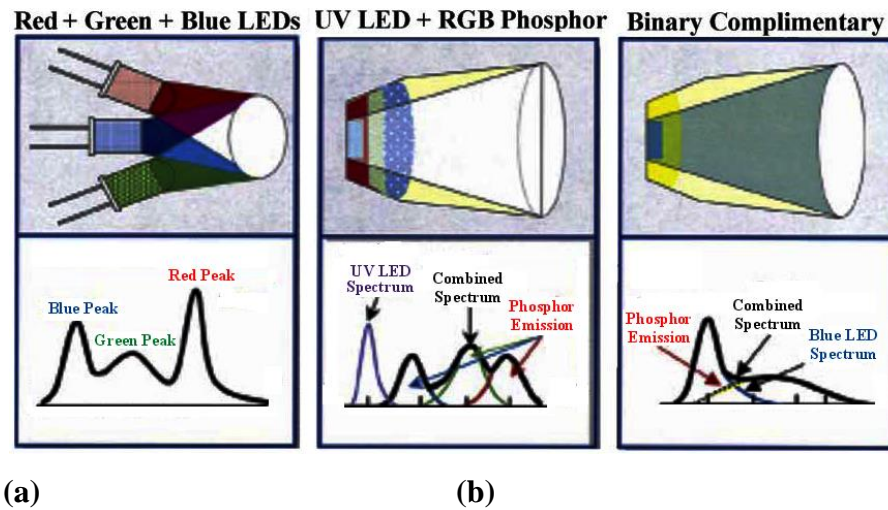 Red + Green + Blue LEDs
UV LED + RGB Phosphor
Binary Complimentary
Red Peak
Blue Peak
Green Peak
UV LED
Spectrum
Combined
Spectrum
Phosphor
Emission
Phosphor
Emission
Combined
Spectrum
Blue LED
Spectrum
(a)
(b)